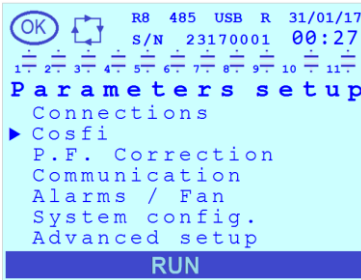 OK R8 485 USB R 31/01/17
S/N 23170001 00:27
1 2 3 4 5 6 7 8 9 10 11
Parameters setup
Connections
Cosfi
P.F. Correction
Communication
Alarms / Fan
System config.
Advanced setup
RUN